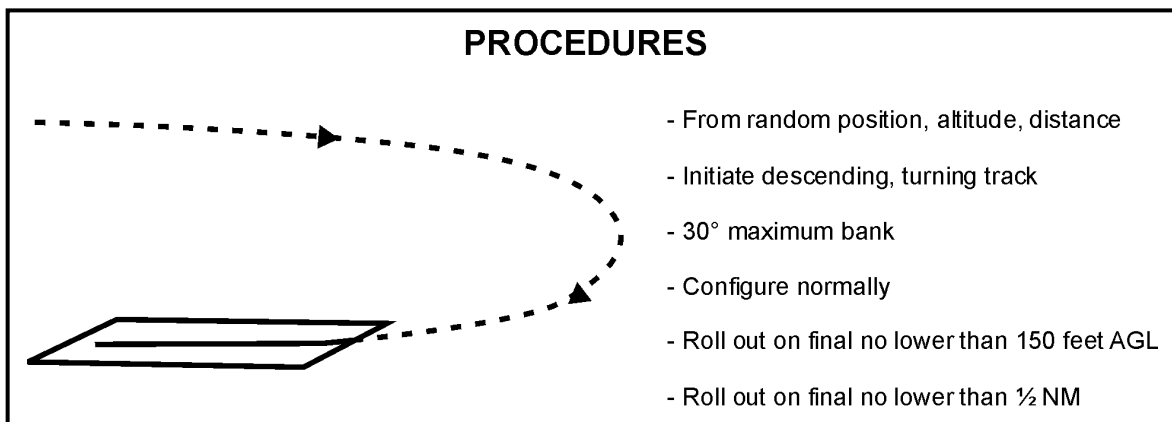 PROCEDURES
- From random position, altitude, distance
- Initiate descending, turning track
- 30° maximum bank
- Configure normally
- Roll out on final no lower than 150 feet AGL
- Roll out on final no lower than ½ NM